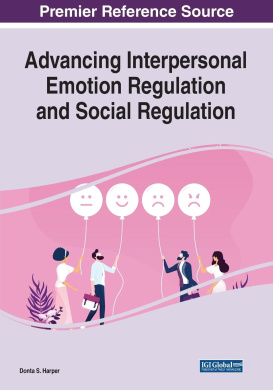 Premier Reference Source
Advancing Interpersonal
Emotion Regulation
and Social Regulation
Donta S. Harper
IGI Global